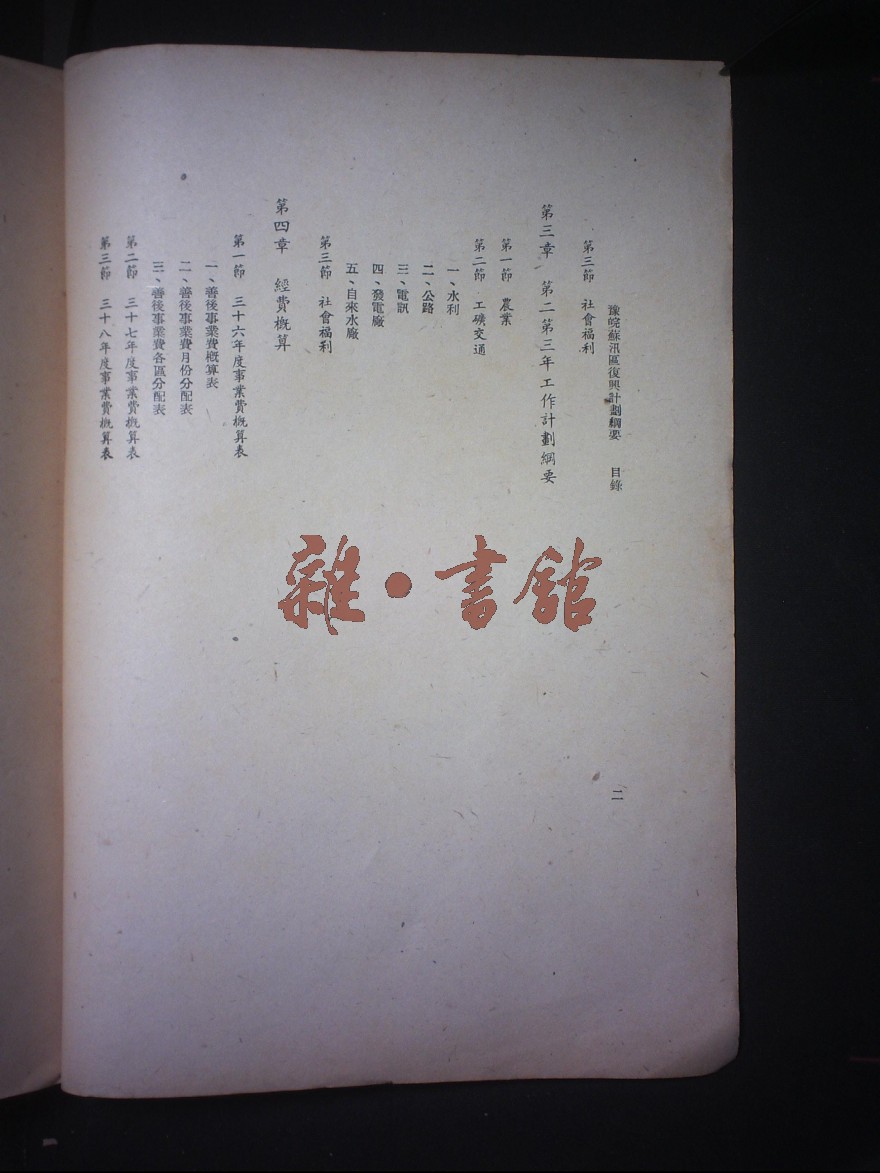 豫皖蘇汛區復興計劃綱要 目錄
二
第三節 社會福利
第三章 第二第三年工作計劃綱要
第一節 農業
第二節 工礦交通
一、水利
二、公路
三、電訊
四、發電廠
五、自來水廠
第三節 社會福利
第四章 經費概算
第一節 三十六年度事業費概算表
一、善後事業費概算表
二、善後事業費月份分配表
三、善後事業費各區分配表
第二節 三十七年度事業費概算表
第三節 三十八年度事業費概算表
雜·書館